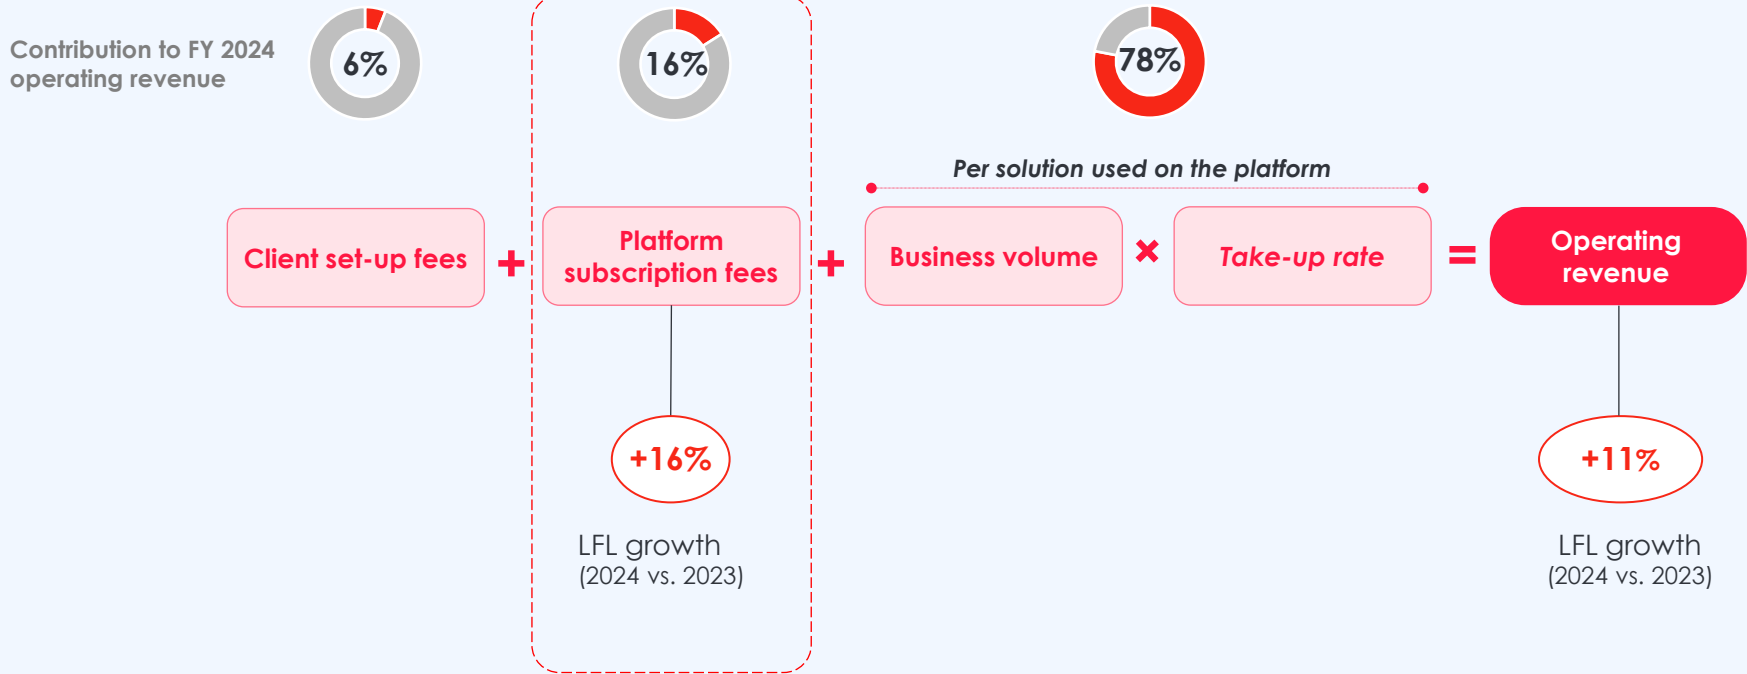 Contribution to FY 2024
operating revenue
6%
16%
78%
Per solution used on the platform
Client set-up fees
+
Platform
subscription fees
+
Business volume
×
Take-up rate
=
Operating
revenue
+16%
LFL growth
(2024 vs. 2023)
+11%
LFL growth
(2024 vs. 2023)